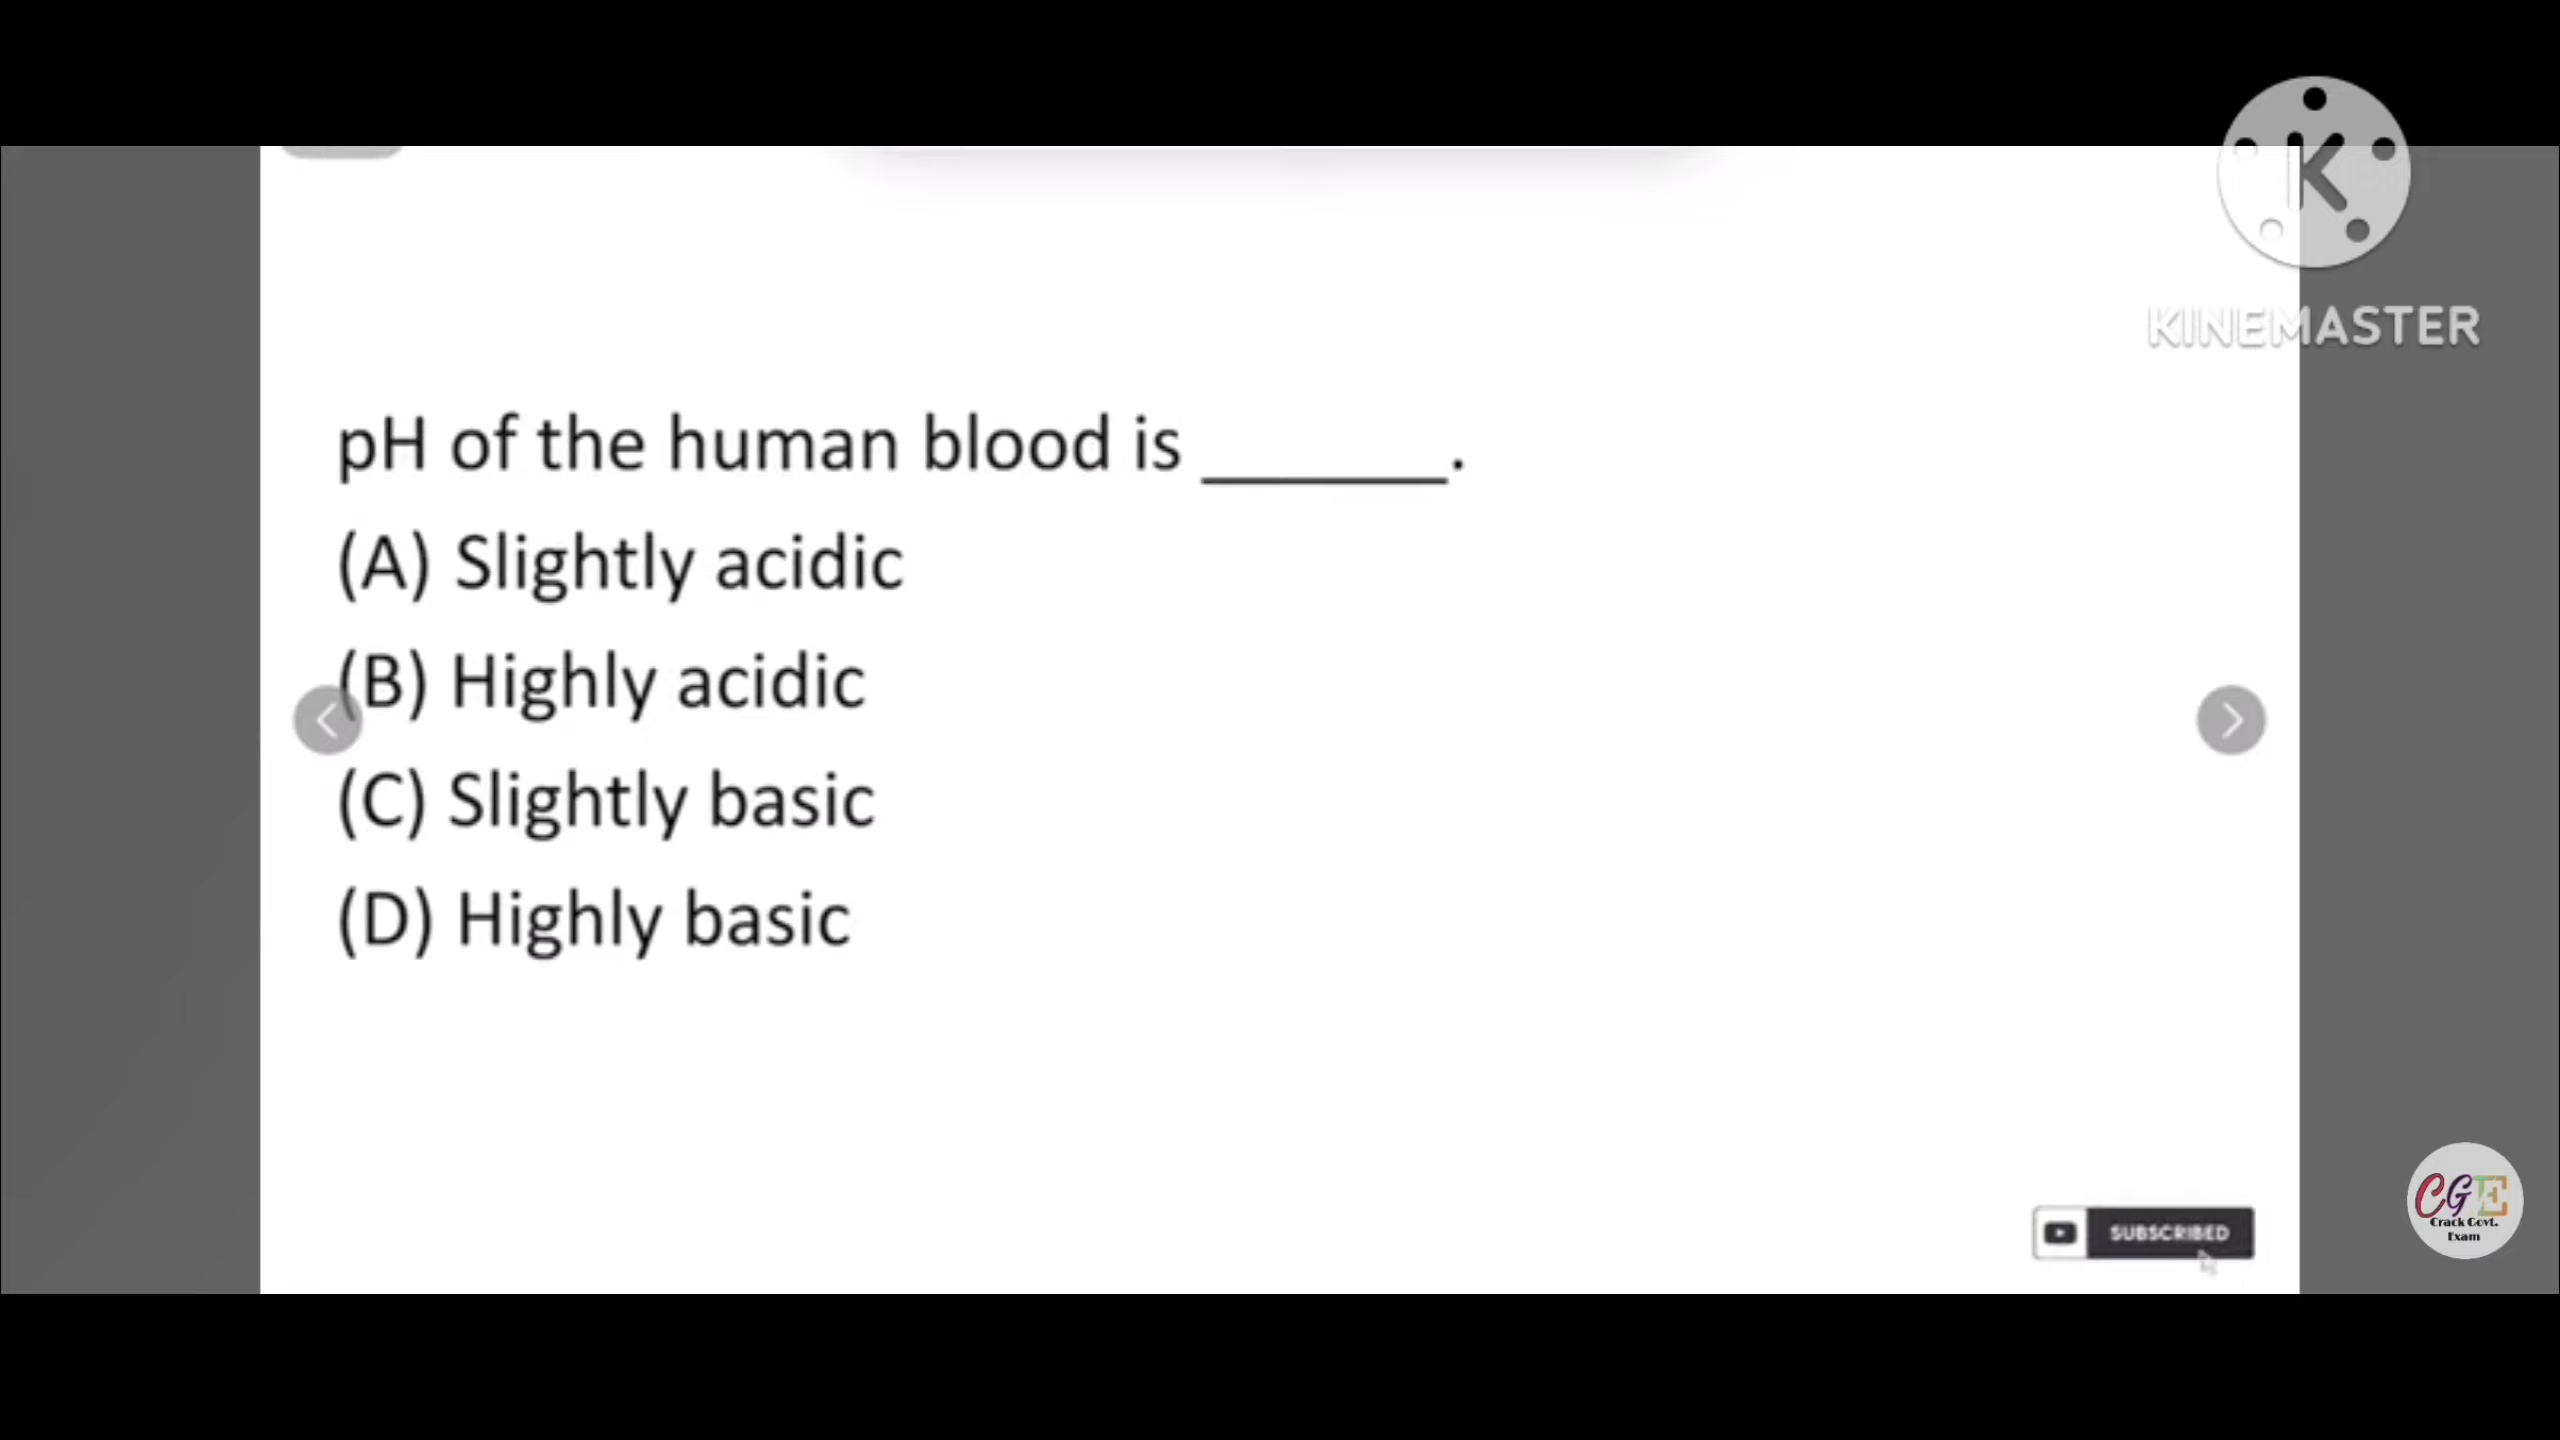 KINEMASTER
pH of the human blood is ________.
(A) Slightly acidic
(B) Highly acidic
(C) Slightly basic
(D) Highly basic
SUBSCRIBED
CGE
Crack Govt.
Exam